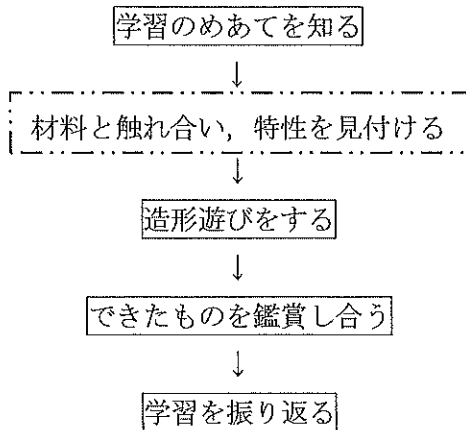 学習のめあてを知る
↓
材料と触れ合い，特性を見付ける
↓
造形遊びをする
↓
できたものを鑑賞し合う
↓
学習を振り返る